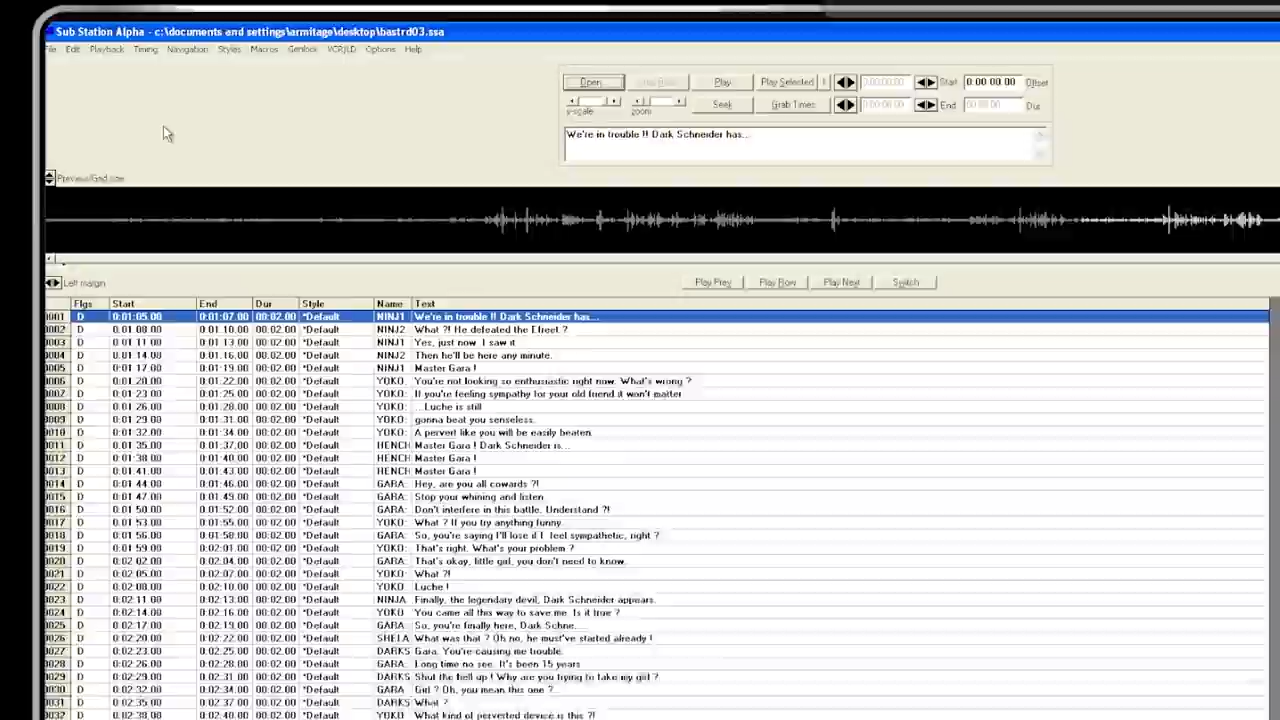 Sub Station Alpha - c:\documents and settings\armitage\desktop\bastrd03.ssa
File Edit Playback Timing Navigation Styles Macros Genlock VCR/LD Options Help
Open Play Play Selected 0:00:00.00 Start 0:00:00.00 Offset
y-scale zoom Seek Grab Times 0:00:00.00 End 00:00.00 Dur
We're in trouble !! Dark Schneider has...
Preview/Grid size
Left margin Play Prev Play Row Play Next Switch
Flgs Start End Dur Style Name Text
0001 D 0:01:05.00 0:01:07.00 00:02.00 *Default NINJ1 We're in trouble !! Dark Schneider has...
0002 D 0:01:08.00 0:01:10.00 00:02.00 *Default NINJ2 What ?! He defeated the Efreet ?
0003 D 0:01:11.00 0:01:13.00 00:02.00 *Default NINJ1 Yes, just now I saw it
0004 D 0:01:14.00 0:01:16.00 00:02.00 *Default NINJ2 Then he'll be here any minute.
0005 D 0:01:17.00 0:01:19.00 00:02.00 *Default NINJ1 Master Gara !
0006 D 0:01:20.00 0:01:22.00 00:02.00 *Default YOKO: You're not looking so enthusiastic right now. What's wrong ?
0007 D 0:01:23.00 0:01:25.00 00:02.00 *Default YOKO: If you're feeling sympathy for your old friend it won't matter
0008 D 0:01:26.00 0:01:28.00 00:02.00 *Default YOKO: ...Luche is still
0009 D 0:01:29.00 0:01:31.00 00:02.00 *Default YOKO: gonna beat you senseless.
0010 D 0:01:32.00 0:01:34.00 00:02.00 *Default YOKO: A pervert like you will be easily beaten.
0011 D 0:01:35.00 0:01:37.00 00:02.00 *Default HENCH Master Gara ! Dark Schneider is...
0012 D 0:01:38.00 0:01:40.00 00:02.00 *Default HENCH Master Gara !
0013 D 0:01:41.00 0:01:43.00 00:02.00 *Default HENCH Master Gara !
0014 D 0:01:44.00 0:01:46.00 00:02.00 *Default GARA: Hey, are you all cowards ?!
0015 D 0:01:47.00 0:01:49.00 00:02.00 *Default GARA: Stop your whining and listen
0016 D 0:01:50.00 0:01:52.00 00:02.00 *Default GARA: Don't interfere in this battle. Understand ?!
0017 D 0:01:53.00 0:01:55.00 00:02.00 *Default YOKO: What ? If you try anything funny.
0018 D 0:01:56.00 0:01:58.00 00:02.00 *Default GARA: So, you're saying I'll lose if I feel sympathetic, right ?
0019 D 0:01:59.00 0:02:01.00 00:02.00 *Default YOKO: That's right. What's your problem ?
0020 D 0:02:02.00 0:02:04.00 00:02.00 *Default GARA: That's okay, little girl, you don't need to know.
0021 D 0:02:05.00 0:02:07.00 00:02.00 *Default YOKO: What ?!
0022 D 0:02:08.00 0:02:10.00 00:02.00 *Default YOKO: Luche !
0023 D 0:02:11.00 0:02:13.00 00:02.00 *Default NINJA Finally, the legendary devil, Dark Schneider appears.
0024 D 0:02:14.00 0:02:16.00 00:02.00 *Default YOKO: You came all this way to save me. Is it true ?
0025 D 0:02:17.00 0:02:19.00 00:02.00 *Default GARA: So, you're finally here, Dark Schne....
0026 D 0:02:20.00 0:02:22.00 00:02.00 *Default SHELA What was that ? Oh no, he must've started already !
0027 D 0:02:23.00 0:02:25.00 00:02.00 *Default DARKS Gara. You're causing me trouble.
0028 D 0:02:26.00 0:02:28.00 00:02.00 *Default GARA: Long time no see. It's been 15 years
0029 D 0:02:29.00 0:02:31.00 00:02.00 *Default DARKS Shut the hell up ! Why are you trying to take my girl ?
0030 D 0:02:32.00 0:02:34.00 00:02.00 *Default GARA: Girl ? Oh, you mean this one ?
0031 D 0:02:35.00 0:02:37.00 00:02.00 *Default DARKS What ?
0032 D 0:02:38.00 0:02:40.00 00:02.00 *Default YOKO: What kind of perverted device is this ?!